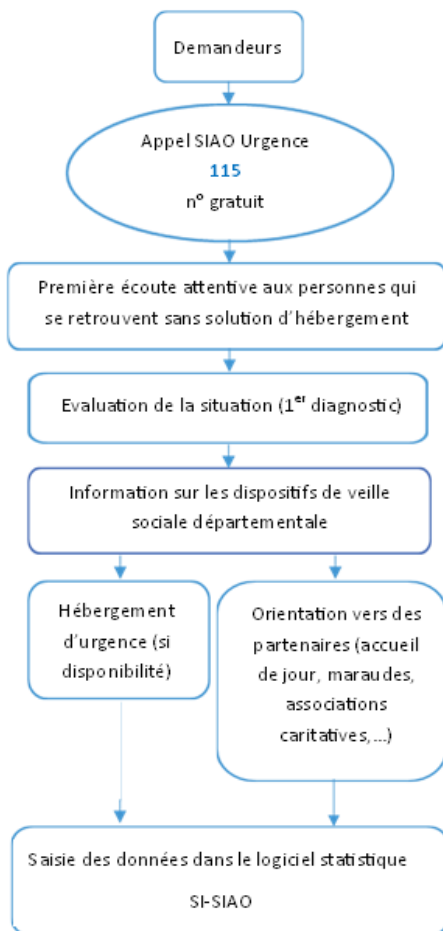 Demandeurs
Appel SIAO Urgence
115
n° gratuit
Première écoute attentive aux personnes qui
se retrouvent sans solution d'hébergement
Evaluation de la situation (1er diagnostic)
Information sur les dispositifs de veille
sociale départementale
Hébergement
d'urgence (si
disponibilité)
Orientation vers des
partenaires (accueil
de jour, maraudes,
associations
caritatives,...)
Saisie des données dans le logiciel statistique
SI-SIAO